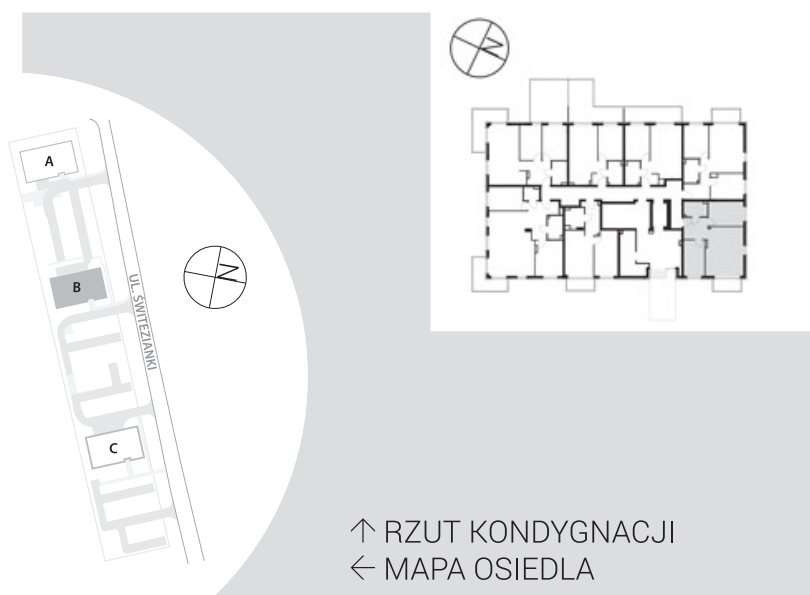 N
A
B
UL. ŚWITEZIANKI
N
C
↑ RZUT KONDYGNACJI
← MAPA OSIEDLA